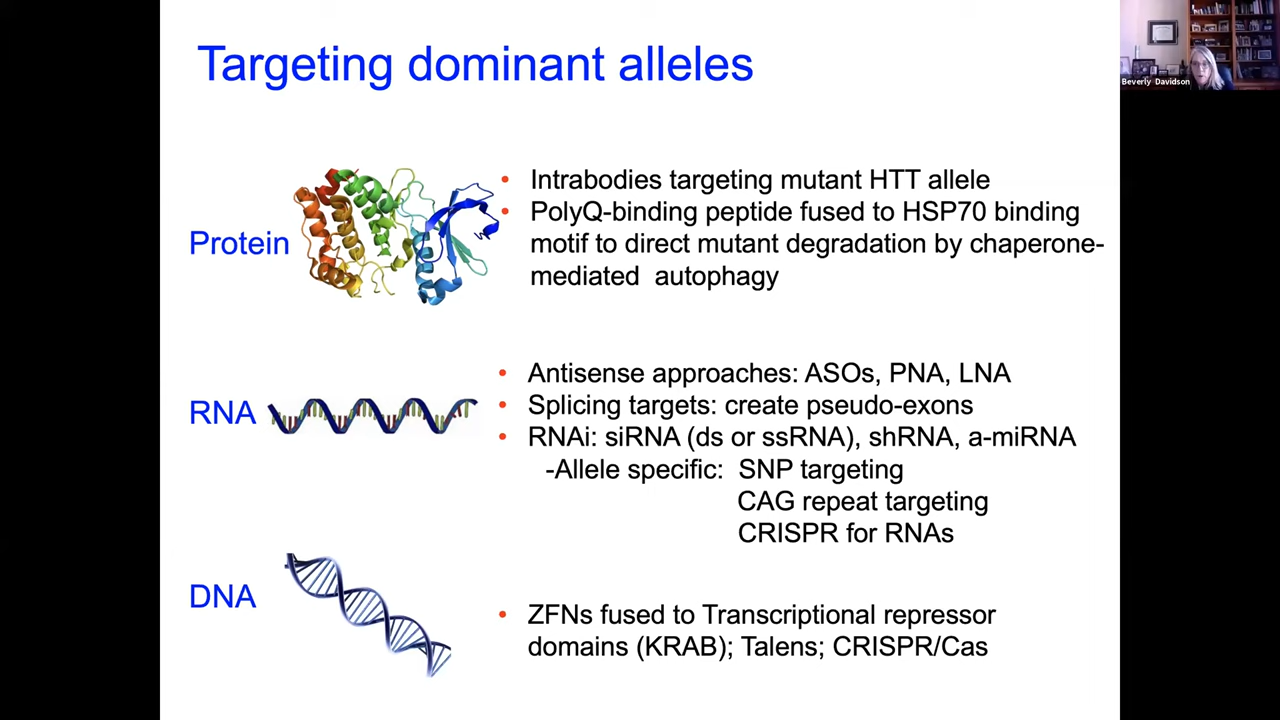 Targeting dominant alleles
Beverly Davidson
Protein
• Intrabodies targeting mutant HTT allele
• PolyQ-binding peptide fused to HSP70 binding
motif to direct mutant degradation by chaperone-
mediated autophagy
RNA
• Antisense approaches: ASOs, PNA, LNA
• Splicing targets: create pseudo-exons
• RNAi: siRNA (ds or ssRNA), shRNA, a-miRNA
-Allele specific: SNP targeting
CAG repeat targeting
CRISPR for RNAs
DNA
• ZFNs fused to Transcriptional repressor
domains (KRAB); Talens; CRISPR/Cas